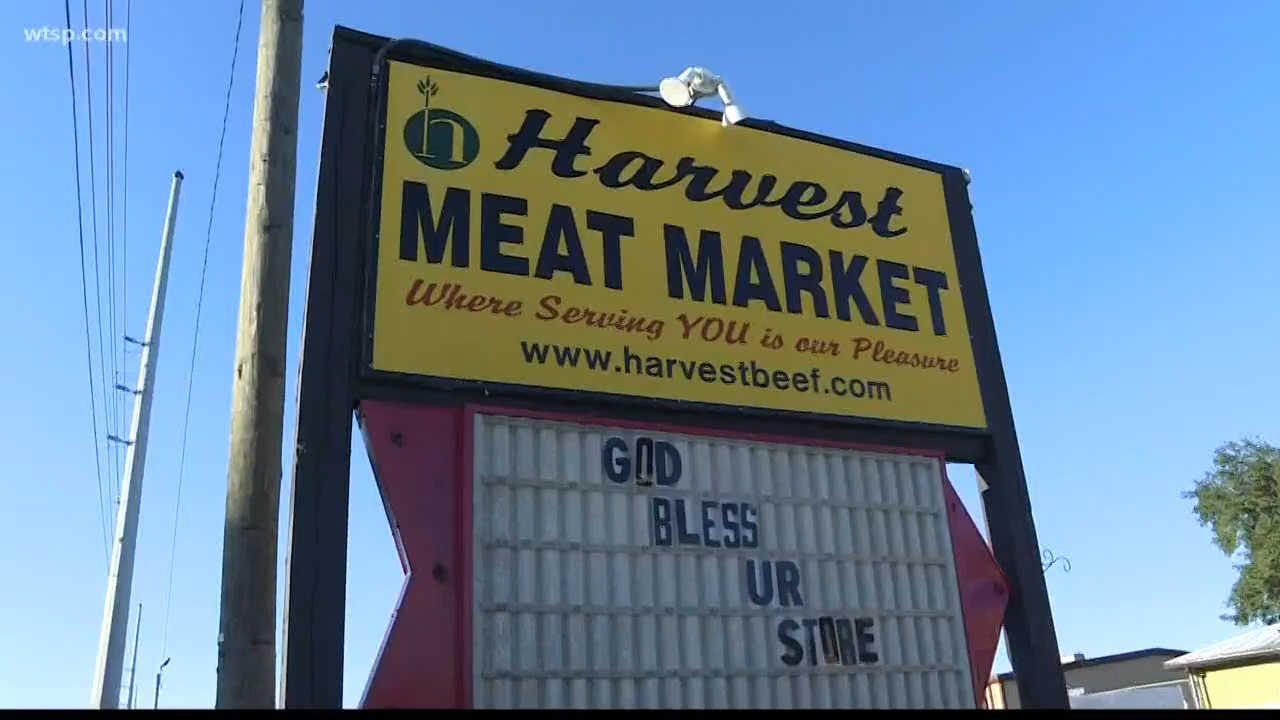 wtsp.com
h Harvest
MEAT MARKET
Where Serving YOU is our Pleasure
www.harvestbeef.com
GOD
BLESS
UR
STORE